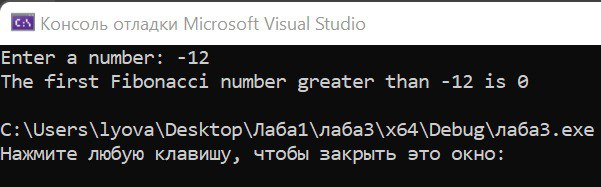 Консоль отладки Microsoft Visual Studio
Enter a number: -12
The first Fibonacci number greater than -12 is 0
C:\Users\lyova\Desktop\Лаба1\лаба3\x64\Debug\лаба3.exe
Нажмите любую клавишу, чтобы закрыть это окно: